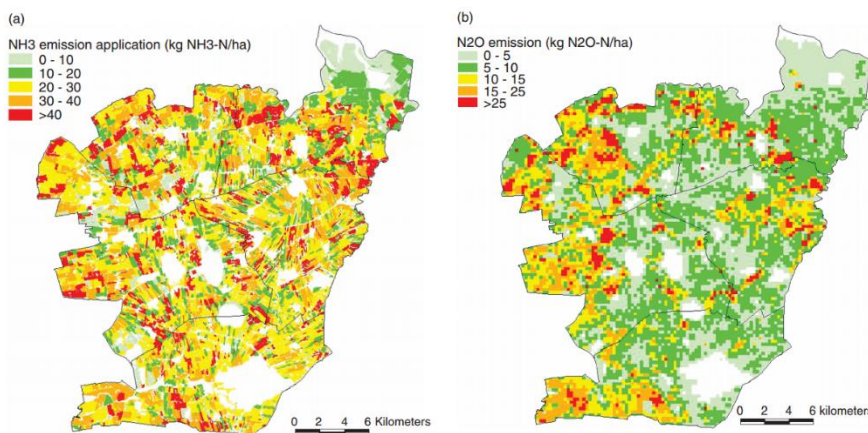 (a)
NH3 emission application (kg NH3-N/ha)
0 - 10
10 - 20
20 - 30
30 - 40
>40
0 2 4 6 Kilometers
(b)
N2O emission (kg N2O-N/ha)
0 - 5
5 - 10
10 - 15
15 - 25
>25
0 2 4 6 kilometers